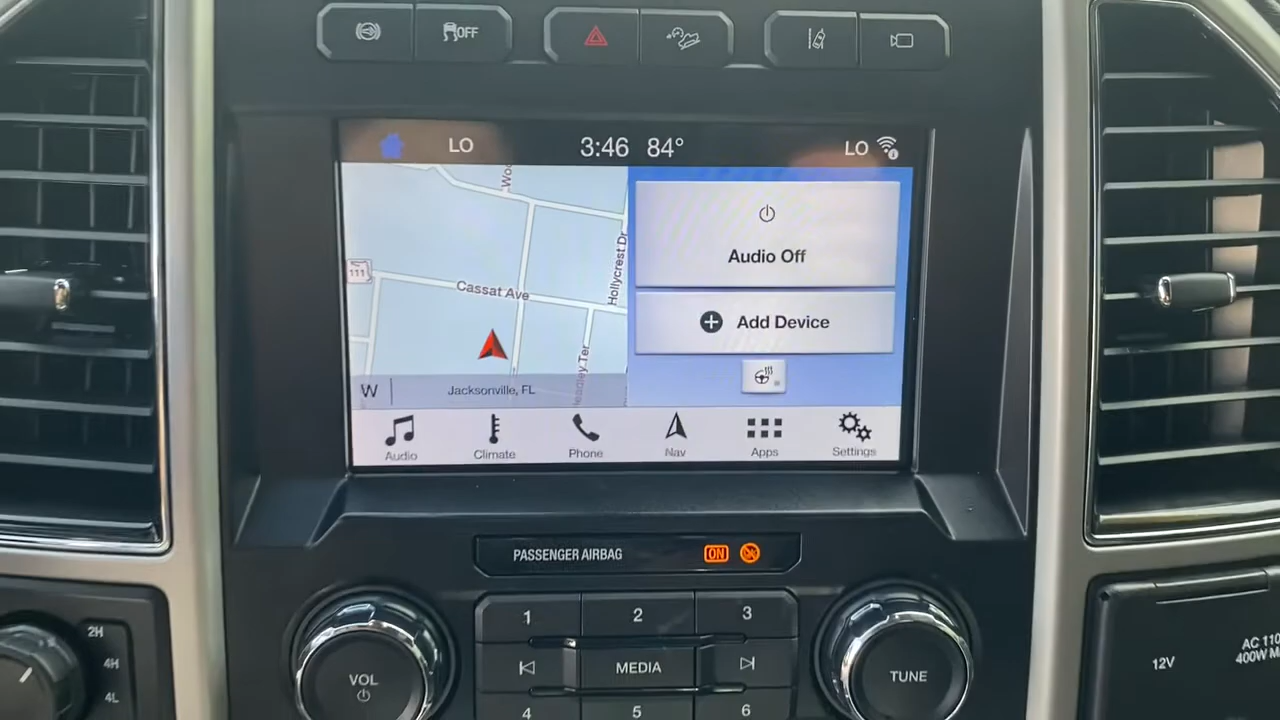 OFF
LO 3:46 84° LO
Hollycrest Dr
111
Cassat Ave
Audio Off
Add Device
W Jacksonville, FL
Audio Climate Phone Nav Apps Settings
PASSENGER AIRBAG ON
1 2 3
MEDIA
4 5 6
VOL
TUNE
2H
4H
4L
12V
AC 110
400W